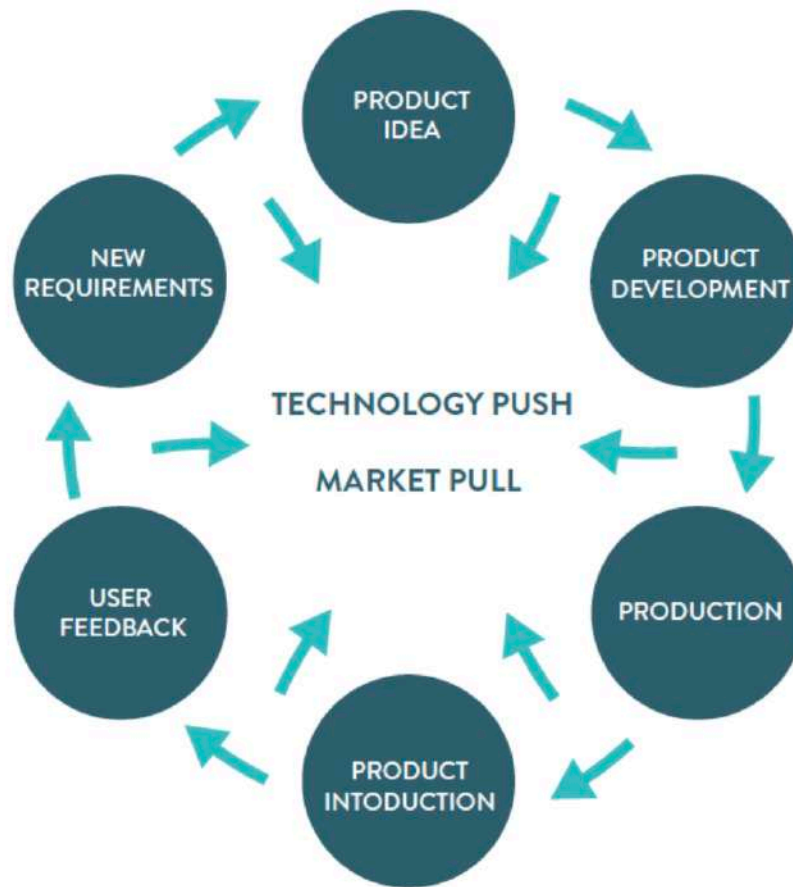 PRODUCT
IDEA
PRODUCT
DEVELOPMENT
PRODUCTION
PRODUCT
INTODUCTION
USER
FEEDBACK
NEW
REQUIREMENTS
TECHNOLOGY PUSH
MARKET PULL